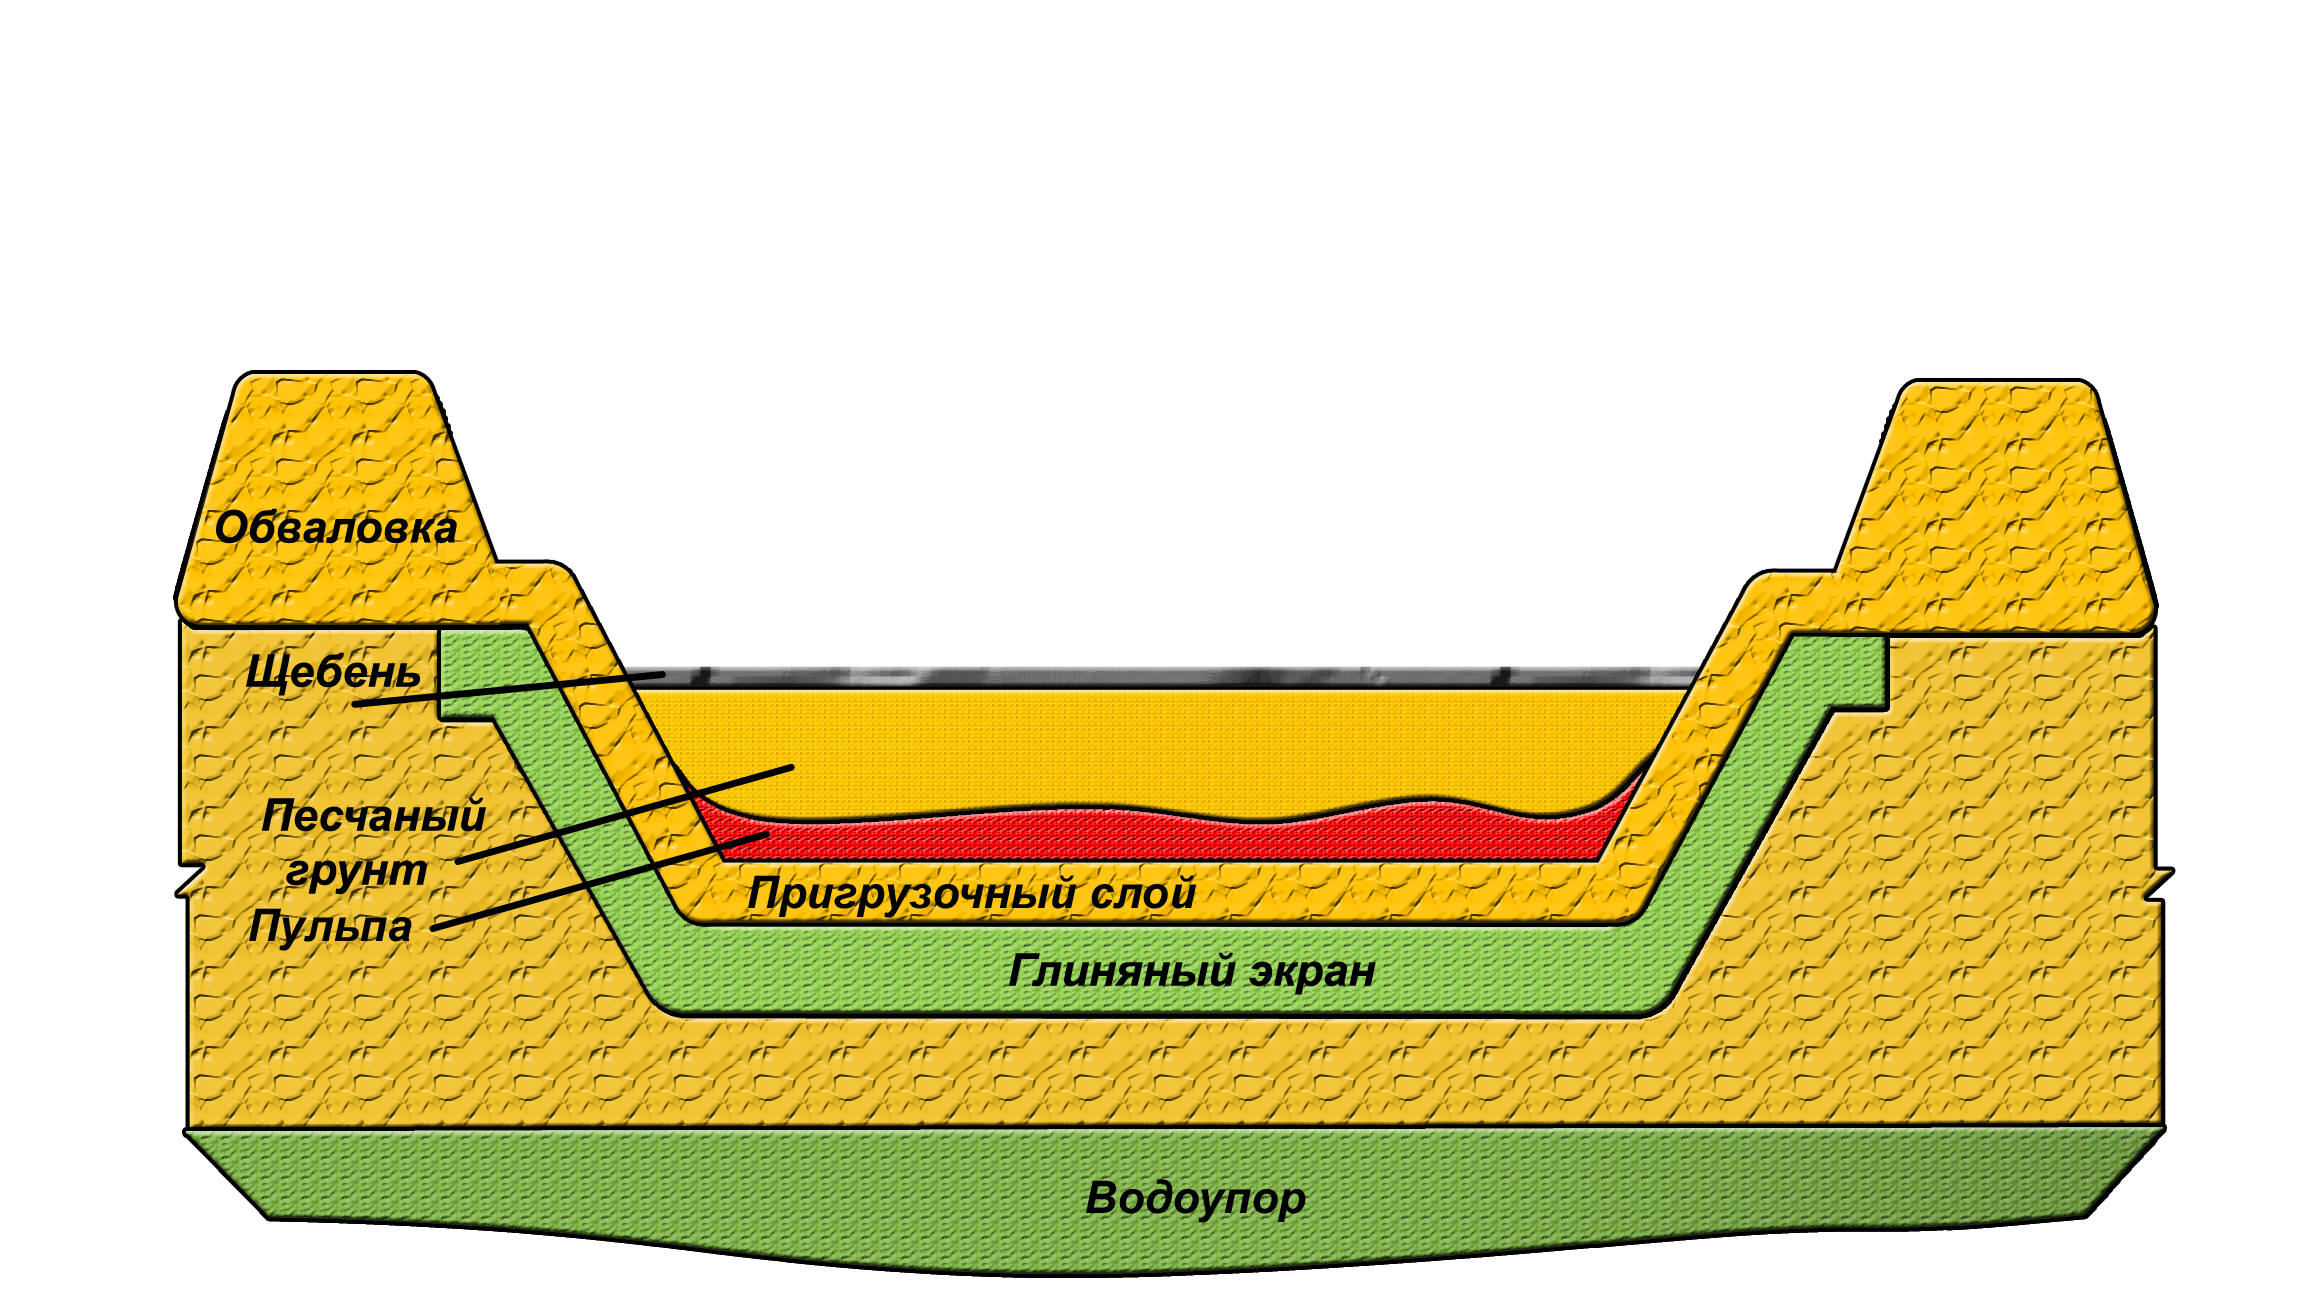 Обваловка
Щебень
Песчаный
грунт
Пульпа
Пригрузочный слой
Глиняный экран
Водоупор